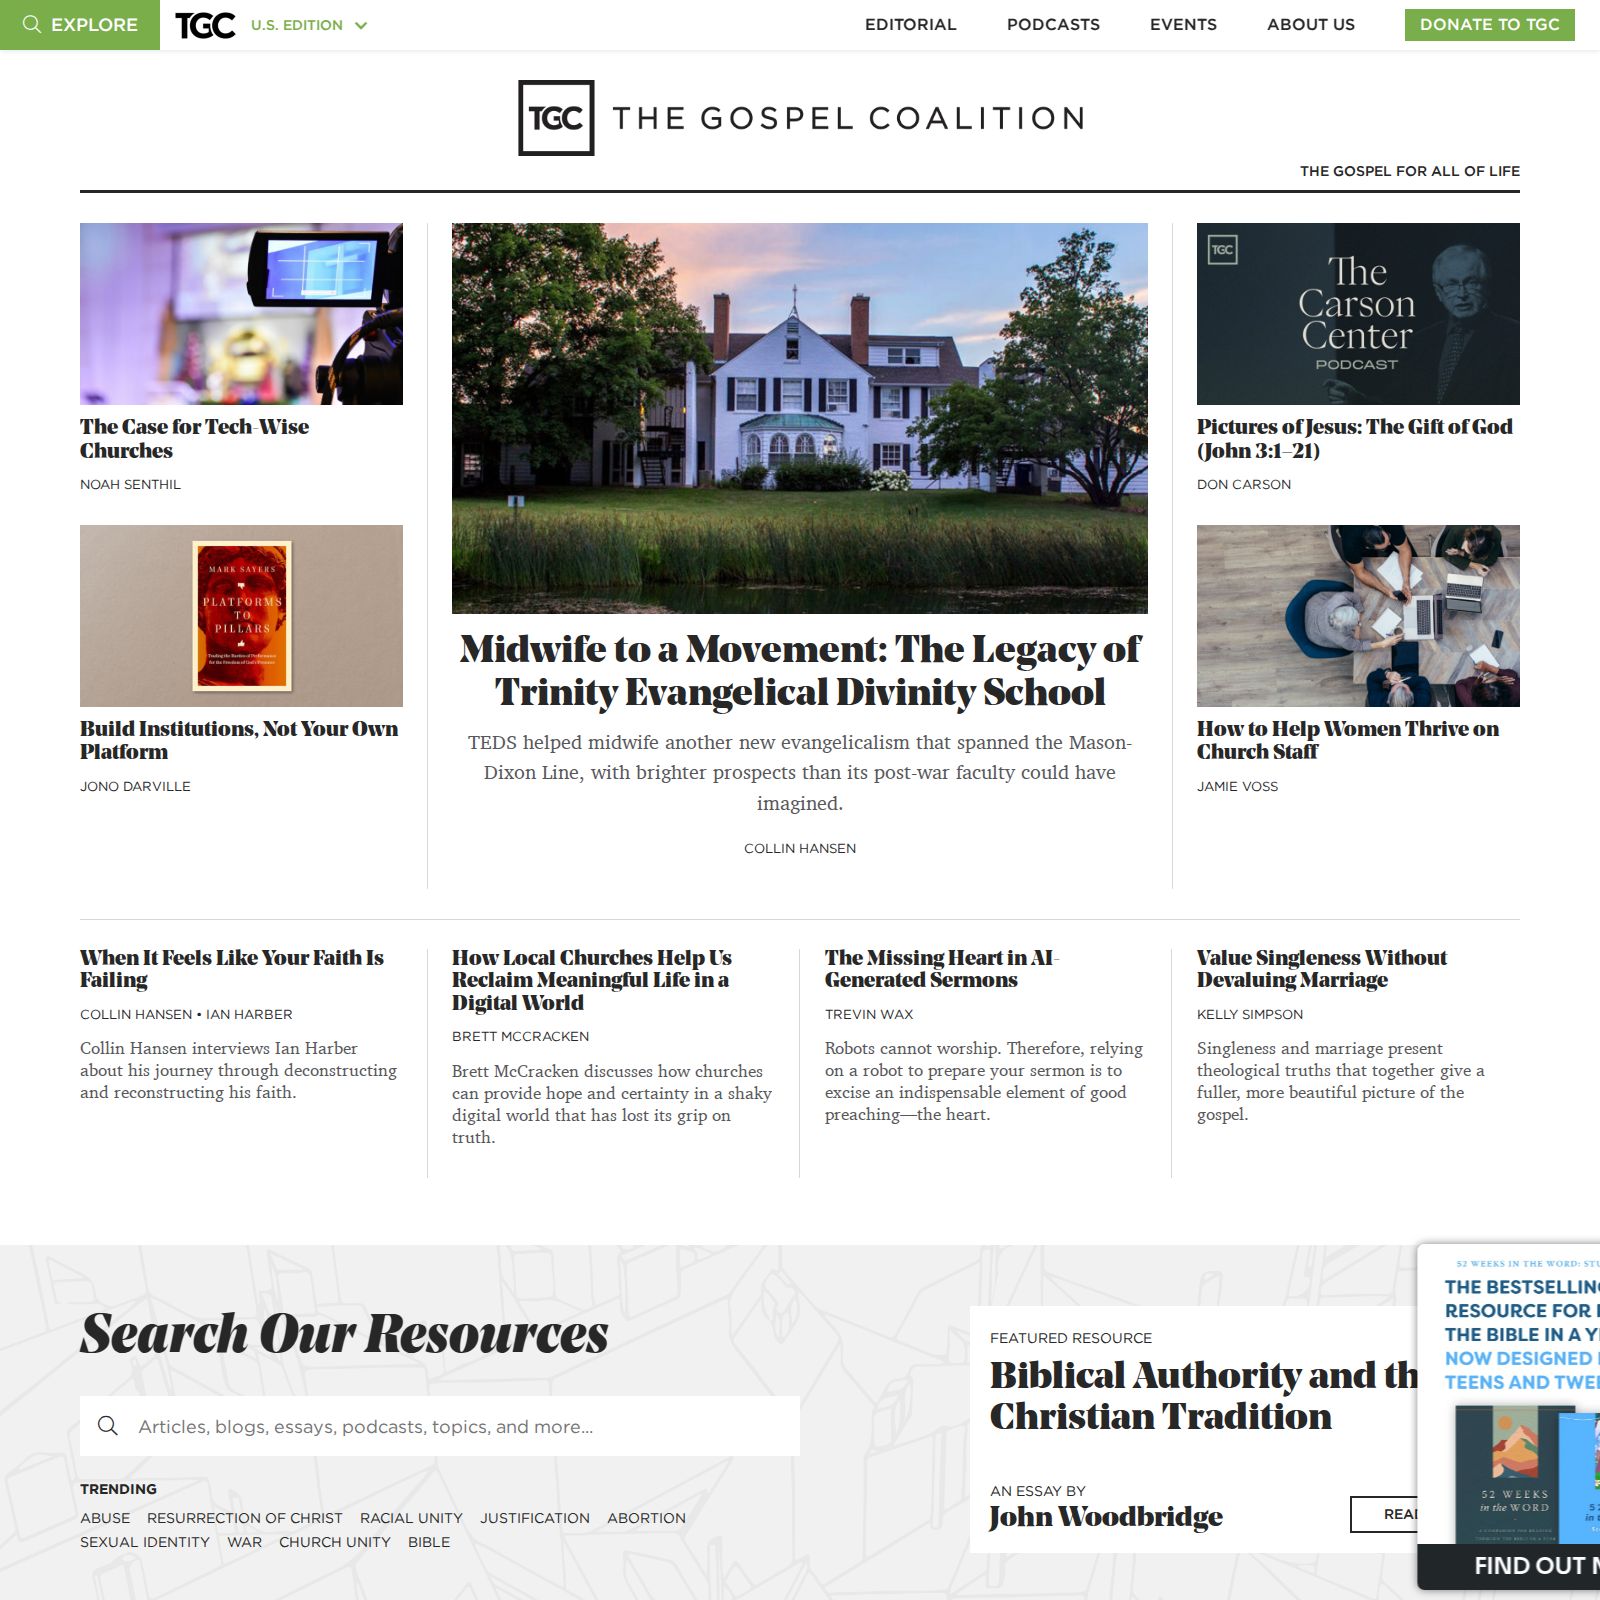 EXPLORE
TGC
U.S. EDITION
EDITORIAL
PODCASTS
EVENTS
ABOUT US
DONATE TO TGC
TGC THE GOSPEL COALITION
THE GOSPEL FOR ALL OF LIFE
The Case for Tech-Wise
Churches
NOAH SENTHIL
MARK SAYERS
PLATFORMS
TO
PILLARS
Trading the Burden of Performance
for the Freedom of God's Presence
Build Institutions, Not Your Own
Platform
JONO DARVILLE
Midwife to a Movement: The Legacy of
Trinity Evangelical Divinity School
TEDS helped midwife another new evangelicalism that spanned the Mason-
Dixon Line, with brighter prospects than its post-war faculty could have
imagined.
COLLIN HANSEN
TGC
The
Carson
Center
PODCAST
Pictures of Jesus: The Gift of God
(John 3:1–21)
DON CARSON
How to Help Women Thrive on
Church Staff
JAMIE VOSS
When It Feels Like Your Faith Is
Failing
COLLIN HANSEN • IAN HARBER
Collin Hansen interviews Ian Harber
about his journey through deconstructing
and reconstructing his faith.
How Local Churches Help Us
Reclaim Meaningful Life in a
Digital World
BRETT MCCRACKEN
Brett McCracken discusses how churches
can provide hope and certainty in a shaky
digital world that has lost its grip on
truth.
The Missing Heart in AI-
Generated Sermons
TREVIN WAX
Robots cannot worship. Therefore, relying
on a robot to prepare your sermon is to
excise an indispensable element of good
preaching—the heart.
Value Singleness Without
Devaluing Marriage
KELLY SIMPSON
Singleness and marriage present
theological truths that together give a
fuller, more beautiful picture of the
gospel.
Search Our Resources
Articles, blogs, essays, podcasts, topics, and more...
TRENDING
ABUSE RESURRECTION OF CHRIST RACIAL UNITY JUSTIFICATION ABORTION
SEXUAL IDENTITY WAR CHURCH UNITY BIBLE
FEATURED RESOURCE
Biblical Authority and th
Christian Tradition
AN ESSAY BY
John Woodbridge
REA
52 WEEKS IN THE WORD: STU
THE BESTSELLING
RESOURCE FOR
THE BIBLE IN A Y
NOW DESIGNED
TEENS AND TWE
52 WEEKS
in the WORD
FIND OUT